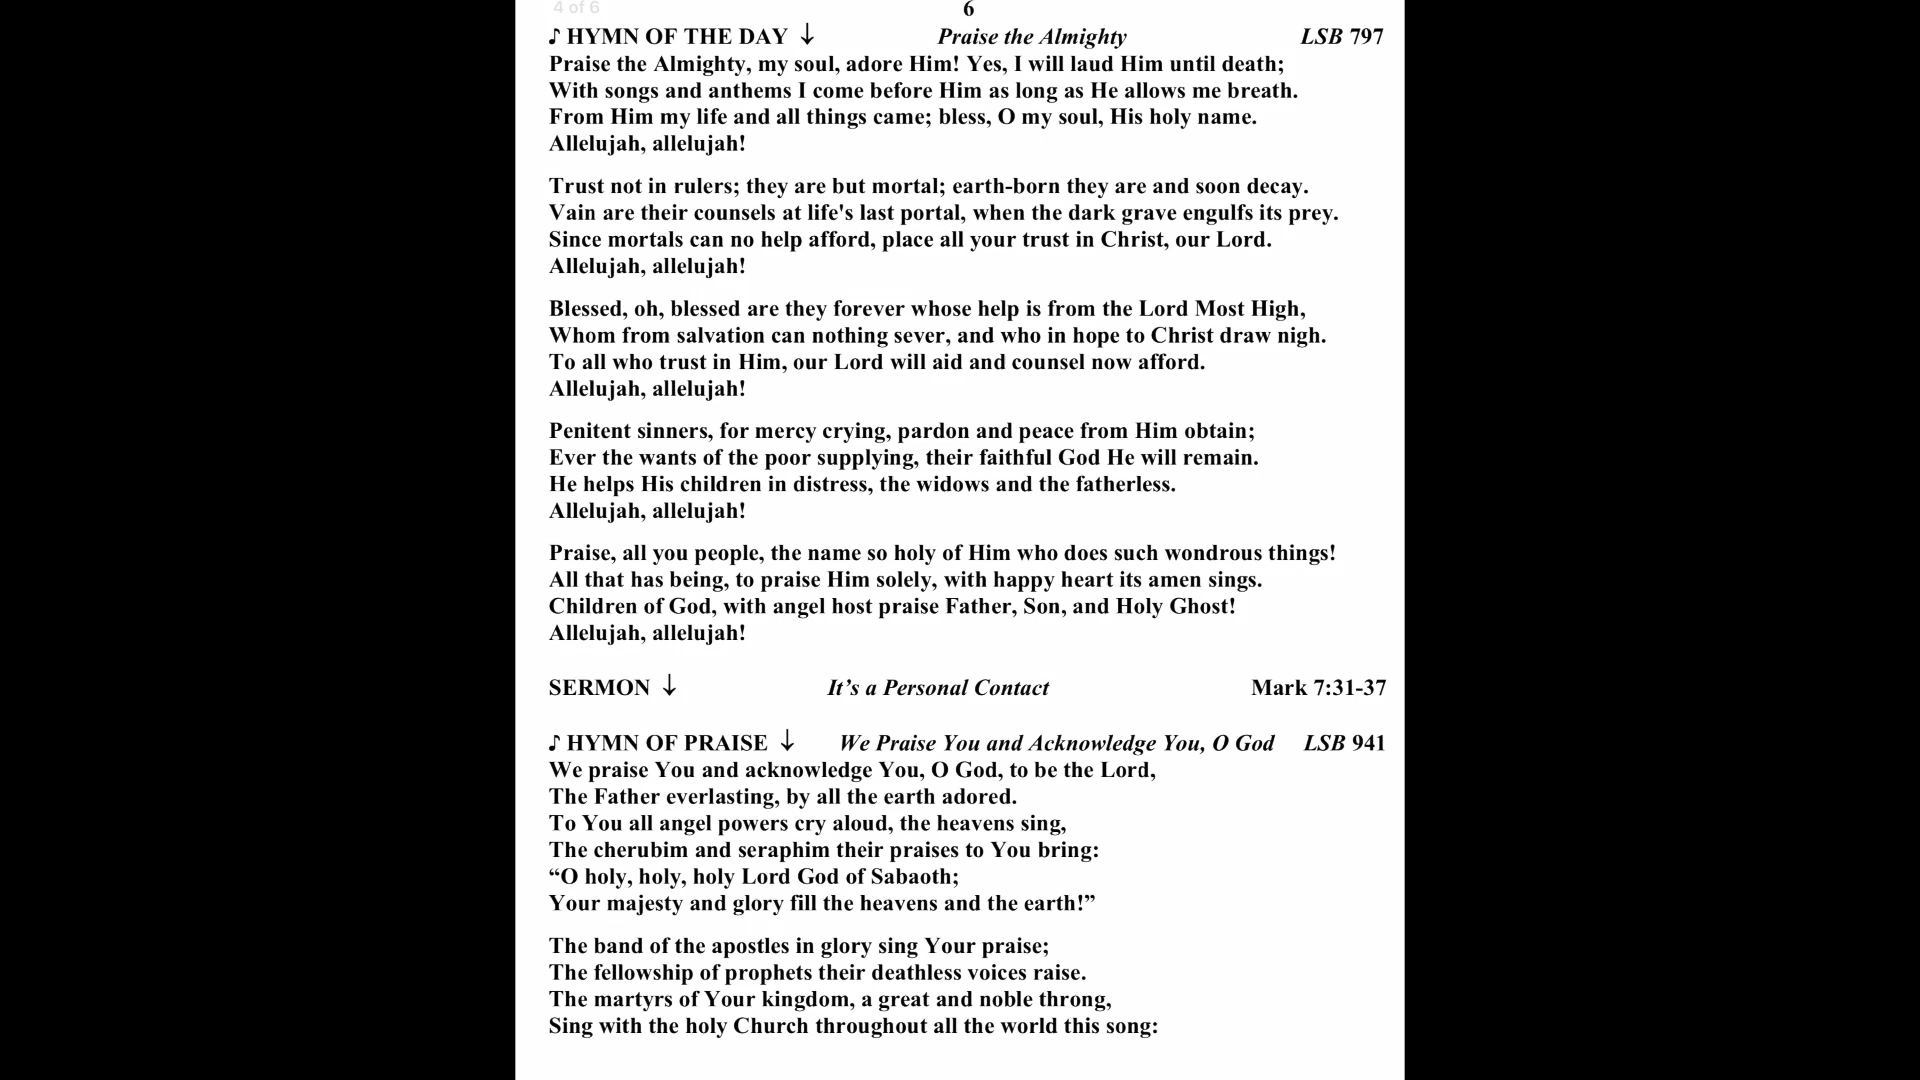 4 of 6
6
♪ HYMN OF THE DAY ↓ Praise the Almighty LSB 797
Praise the Almighty, my soul, adore Him! Yes, I will laud Him until death;
With songs and anthems I come before Him as long as He allows me breath.
From Him my life and all things came; bless, O my soul, His holy name.
Allelujah, allelujah!
Trust not in rulers; they are but mortal; earth-born they are and soon decay.
Vain are their counsels at life's last portal, when the dark grave engulfs its prey.
Since mortals can no help afford, place all your trust in Christ, our Lord.
Allelujah, allelujah!
Blessed, oh, blessed are they forever whose help is from the Lord Most High,
Whom from salvation can nothing sever, and who in hope to Christ draw nigh.
To all who trust in Him, our Lord will aid and counsel now afford.
Allelujah, allelujah!
Penitent sinners, for mercy crying, pardon and peace from Him obtain;
Ever the wants of the poor supplying, their faithful God He will remain.
He helps His children in distress, the widows and the fatherless.
Allelujah, allelujah!
Praise, all you people, the name so holy of Him who does such wondrous things!
All that has being, to praise Him solely, with happy heart its amen sings.
Children of God, with angel host praise Father, Son, and Holy Ghost!
Allelujah, allelujah!
SERMON ↓ It’s a Personal Contact Mark 7:31-37
♪ HYMN OF PRAISE ↓ We Praise You and Acknowledge You, O God LSB 941
We praise You and acknowledge You, O God, to be the Lord,
The Father everlasting, by all the earth adored.
To You all angel powers cry aloud, the heavens sing,
The cherubim and seraphim their praises to You bring:
“O holy, holy, holy Lord God of Sabaoth;
Your majesty and glory fill the heavens and the earth!”
The band of the apostles in glory sing Your praise;
The fellowship of prophets their deathless voices raise.
The martyrs of Your kingdom, a great and noble throng,
Sing with the holy Church throughout all the world this song: